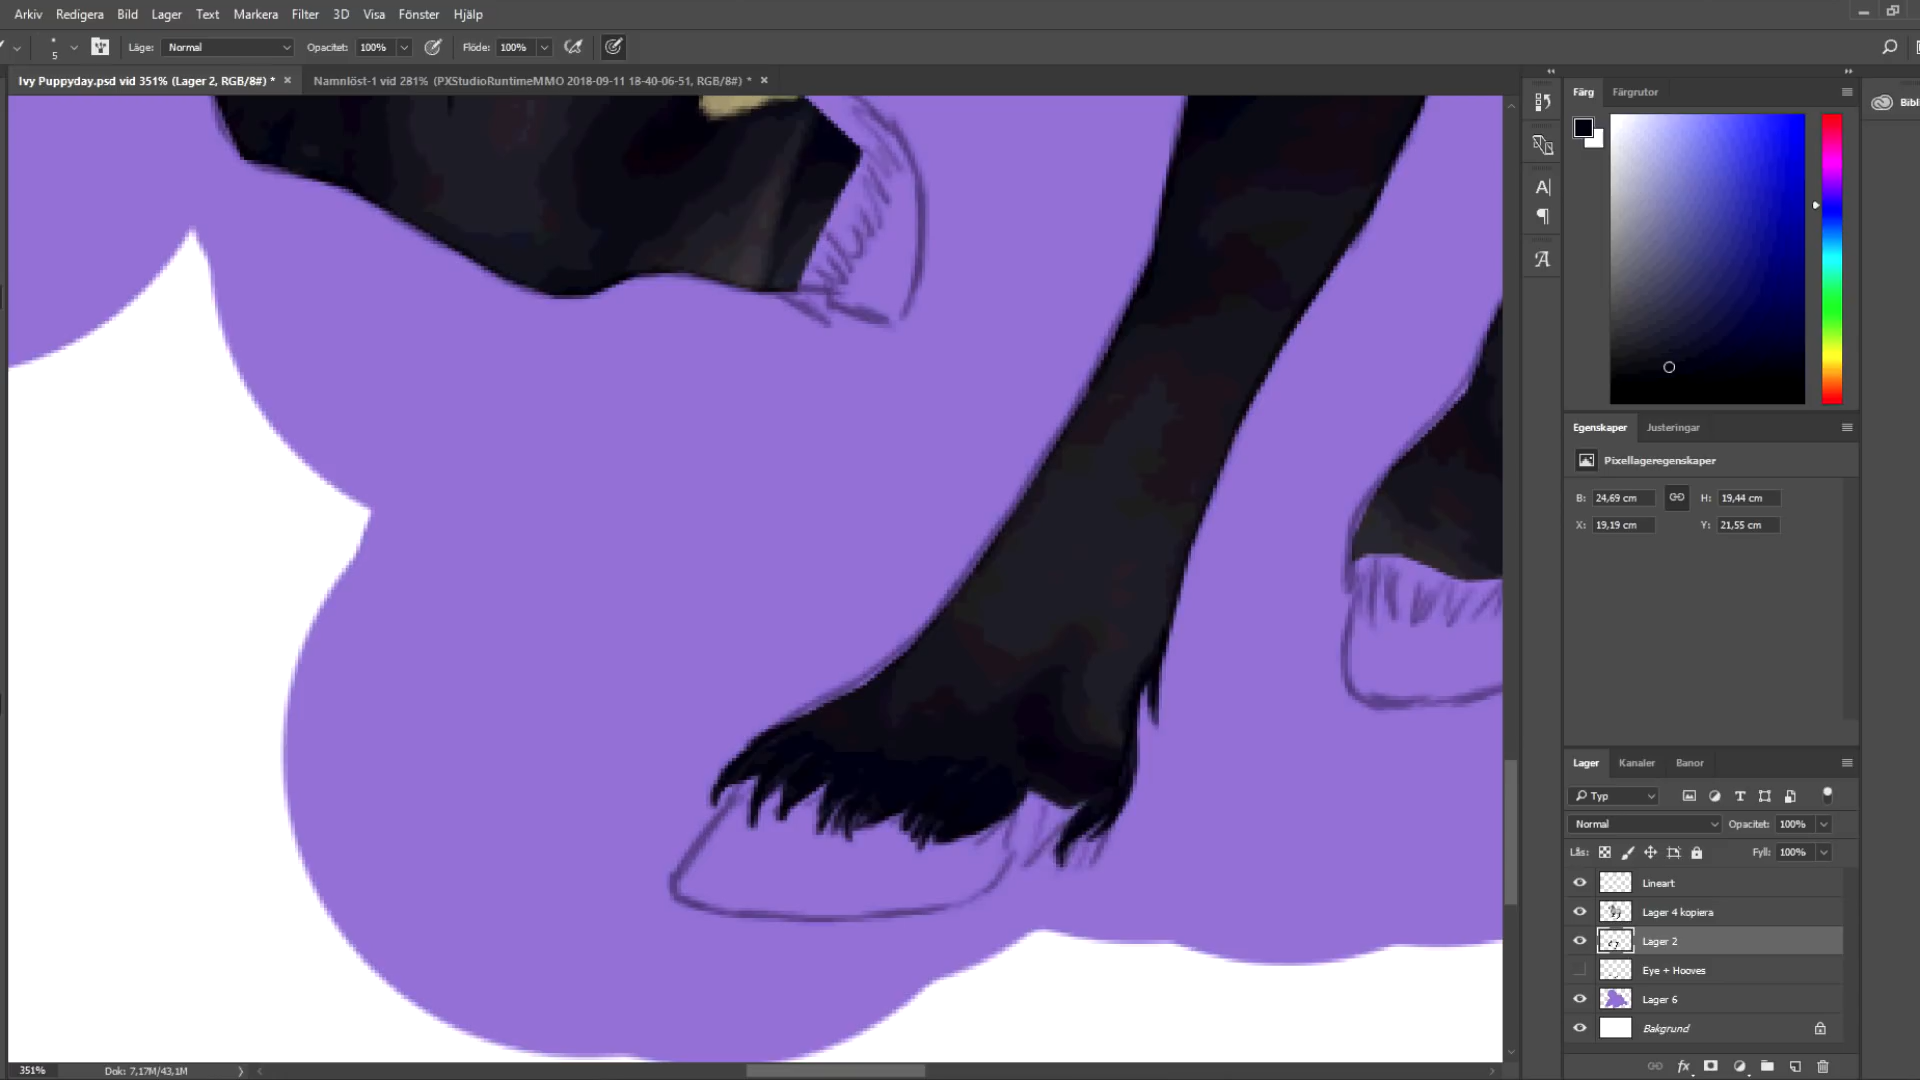 Arkiv Redigera Bild Lager Text Markera Filter 3D Visa Fönster Hjälp
5 Läge: Normal Opacitet: 100% Flöde: 100%
Ivy Puppyday.psd vid 351% (Lager 2, RGB/8#) * × Namnlöst-1 vid 281% (PXStudioRuntimeMMO 2018-09-11 18-40-06-51, RGB/8#) * ×
Färg Färgrutor
Bibl
Egenskaper Justeringar
Pixellageregenskaper
B: 24,69 cm H: 19,44 cm
X: 19,19 cm Y: 21,55 cm
Lager Kanaler Banor
Typ
Normal Opacitet: 100%
Lås: Fyll: 100%
Lineart
Lager 4 kopiera
Lager 2
Eye + Hooves
Lager 6
Bakgrund
351% Dok: 7,17M/43,1M
fx